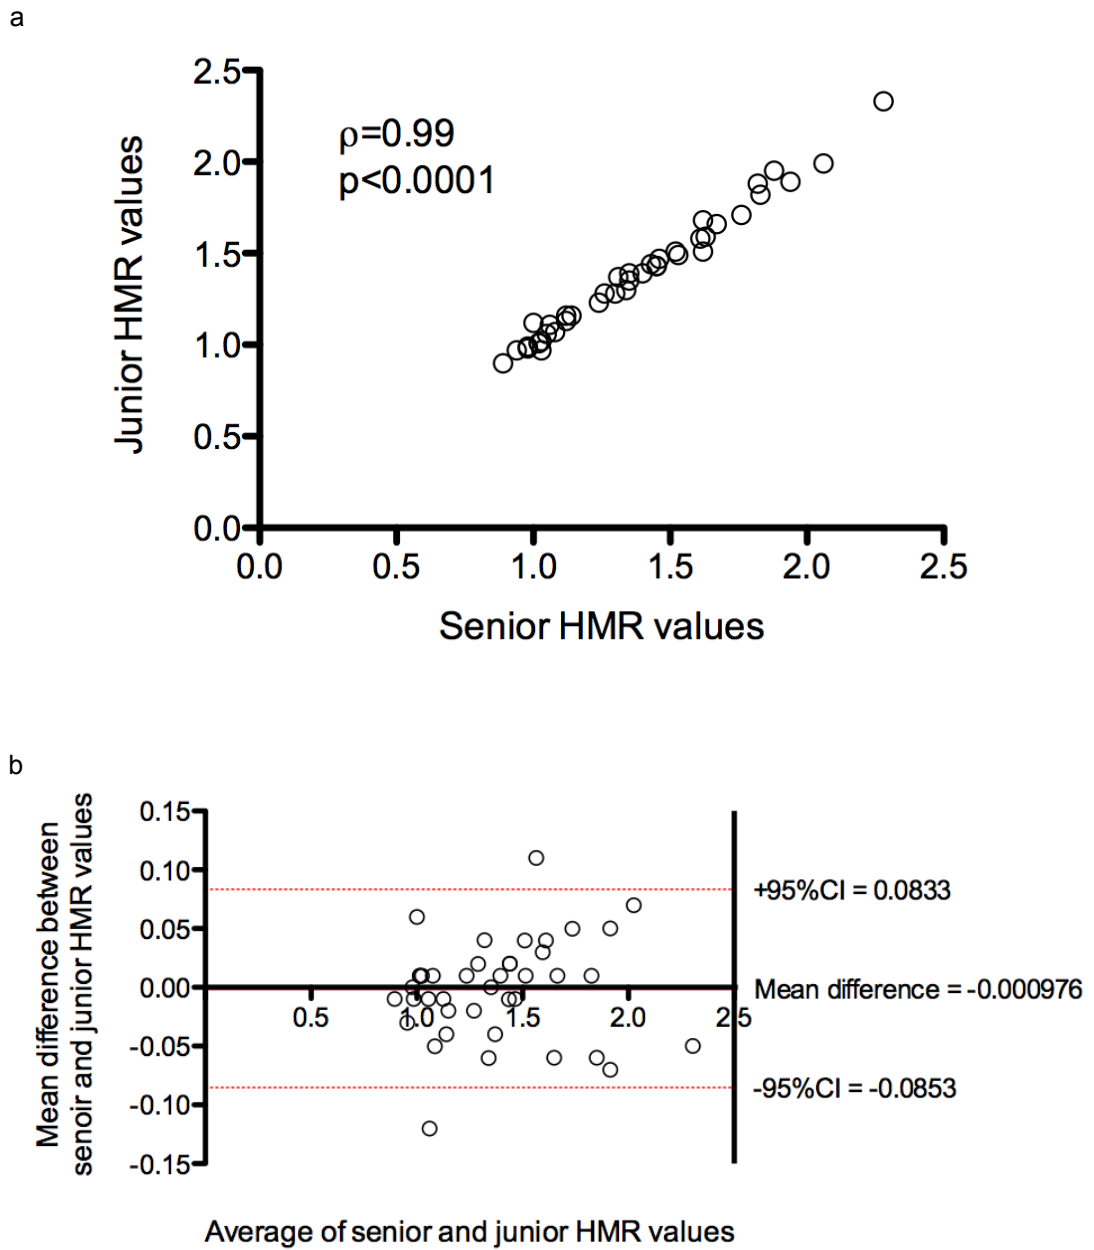 a
2.5
ρ=0.99
p<0.0001
2.0
1.5
1.0
0.5
0.0
Junior HMR values
0.0 0.5 1.0 1.5 2.0 2.5
Senior HMR values
b
Mean difference between
senoir and junior HMR values
0.15
0.10
0.05
0.00
-0.05
-0.10
-0.15
0.5 1.0 1.5 2.0 2.5
+95%CI = 0.0833
Mean difference = -0.000976
-95%CI = -0.0853
Average of senior and junior HMR values